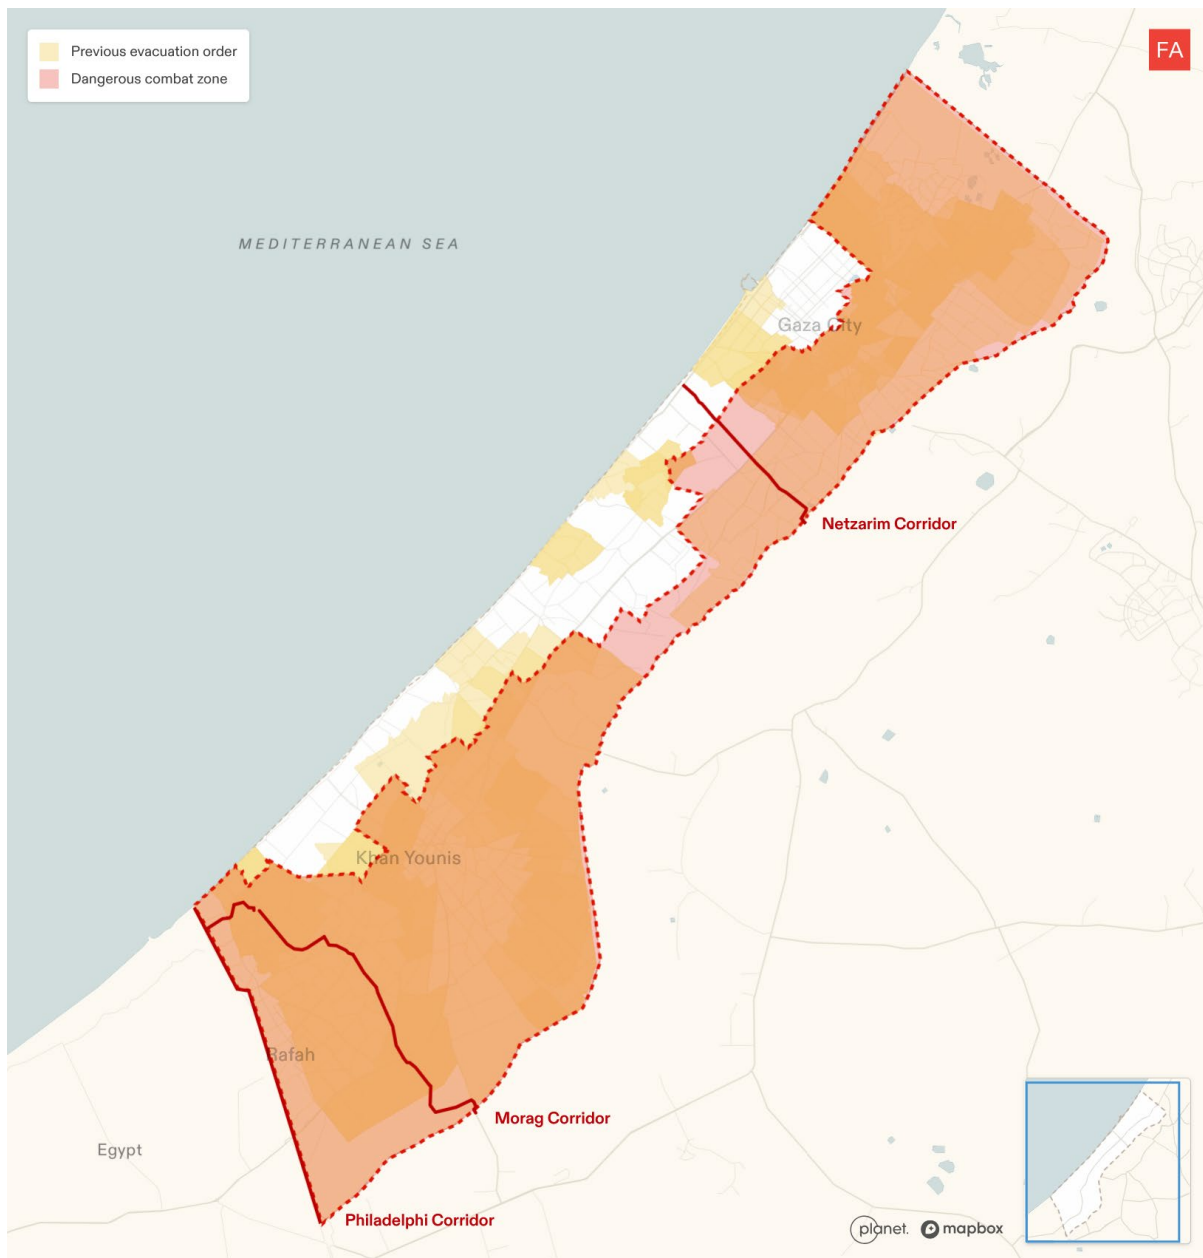 Previous evacuation order
Dangerous combat zone
FA
MEDITERRANEAN SEA
Gaza City
Netzarim Corridor
Khan Younis
Rafah
Morag Corridor
Egypt
Philadelphi Corridor
planet.
mapbox